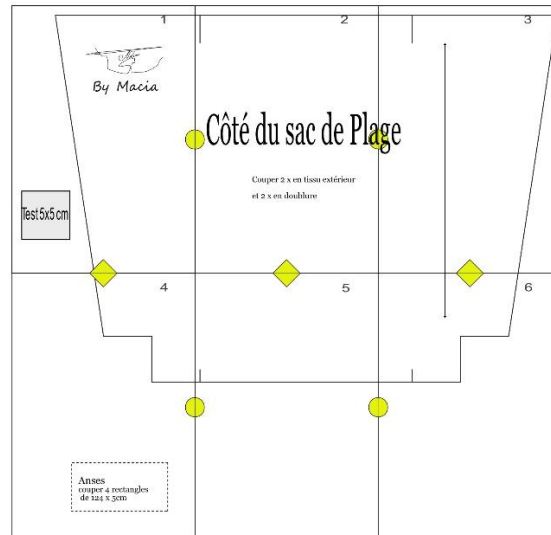 1
2
3
By Macia
Côté du sac de Plage
Couper 2 x en tissu extérieur
et 2 x en doublure
Test 5x5 cm
4
5
6
Anses
couper 4 rectangles
de 124 x 5cm